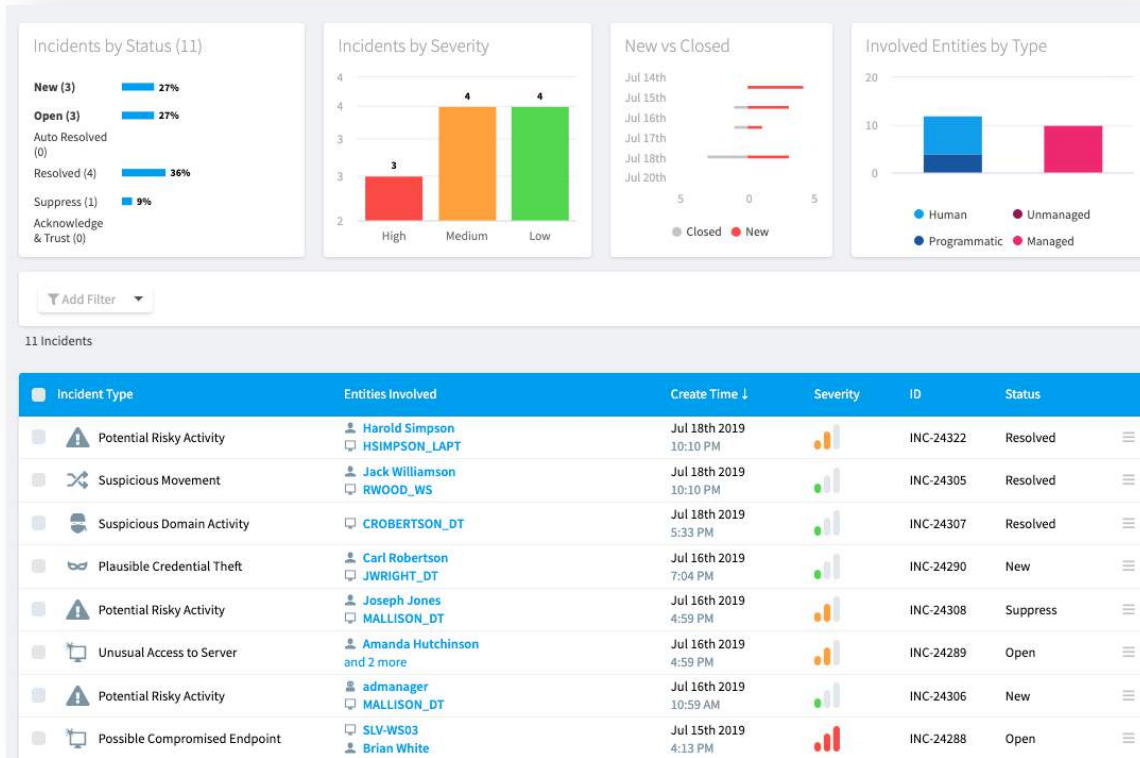 Incidents by Status (11)
New (3) 27%
Open (3) 27%
Auto Resolved
(0)
Resolved (4) 36%
Suppress (1) 9%
Acknowledge
& Trust (0)
Incidents by Severity
4
4
3
3
2
3
4
4
High Medium Low
New vs Closed
Jul 14th
Jul 15th
Jul 16th
Jul 17th
Jul 18th
Jul 20th
5 0 5
Closed New
Involved Entities by Type
20
10
0
Human Unmanaged
Programmatic Managed
Add Filter
11 Incidents
Incident Type Entities Involved Create Time ↓ Severity ID Status
Potential Risky Activity Harold Simpson Jul 18th 2019 INC-24322 Resolved
HSIMPSON_LAPT 10:10 PM
Suspicious Movement Jack Williamson Jul 18th 2019 INC-24305 Resolved
RWOOD_WS 10:10 PM
Suspicious Domain Activity CROBERTSON_DT Jul 18th 2019 INC-24307 Resolved
5:33 PM
Plausible Credential Theft Carl Robertson Jul 16th 2019 INC-24290 New
JWRIGHT_DT 7:04 PM
Potential Risky Activity Joseph Jones Jul 16th 2019 INC-24308 Suppress
MALLISON_DT 4:59 PM
Unusual Access to Server Amanda Hutchinson Jul 16th 2019 INC-24289 Open
and 2 more 4:59 PM
Potential Risky Activity admanager Jul 16th 2019 INC-24306 New
MALLISON_DT 10:59 AM
Possible Compromised Endpoint SLV-WS03 Jul 15th 2019 INC-24288 Open
Brian White 4:13 PM